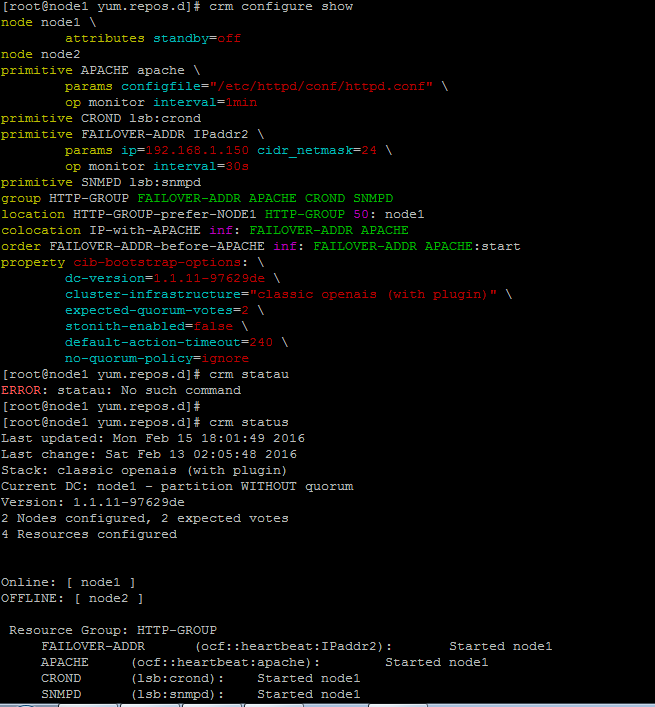 [root@node1 yum.repos.d]# crm configure show
node node1 \
        attributes standby=off
node node2
primitive APACHE apache \
        params configfile="/etc/httpd/conf/httpd.conf" \
        op monitor interval=1min
primitive CROND lsb:crond
primitive FAILOVER-ADDR IPaddr2 \
        params ip=192.168.1.150 cidr_netmask=24 \
        op monitor interval=30s
primitive SNMPD lsb:snmpd
group HTTP-GROUP FAILOVER-ADDR APACHE CROND SNMPD
location HTTP-GROUP-prefer-NODE1 HTTP-GROUP 50: node1
colocation IP-with-APACHE inf: FAILOVER-ADDR APACHE
order FAILOVER-ADDR-before-APACHE inf: FAILOVER-ADDR APACHE:start
property cib-bootstrap-options: \
        dc-version=1.1.11-97629de \
        cluster-infrastructure="classic openais (with plugin)" \
        expected-quorum-votes=2 \
        stonith-enabled=false \
        default-action-timeout=240 \
        no-quorum-policy=ignore
[root@node1 yum.repos.d]# crm statau
ERROR: statau: No such command
[root@node1 yum.repos.d]#
[root@node1 yum.repos.d]# crm status
Last updated: Mon Feb 15 18:01:49 2016
Last change: Sat Feb 13 02:05:48 2016
Stack: classic openais (with plugin)
Current DC: node1 - partition WITHOUT quorum
Version: 1.1.11-97629de
2 Nodes configured, 2 expected votes
4 Resources configured
Online: [ node1 ]
OFFLINE: [ node2 ]
 Resource Group: HTTP-GROUP
     FAILOVER-ADDR      (ocf::heartbeat:IPaddr2):       Started node1
     APACHE     (ocf::heartbeat:apache):        Started node1
     CROND      (lsb:crond):    Started node1
     SNMPD      (lsb:snmpd):    Started node1